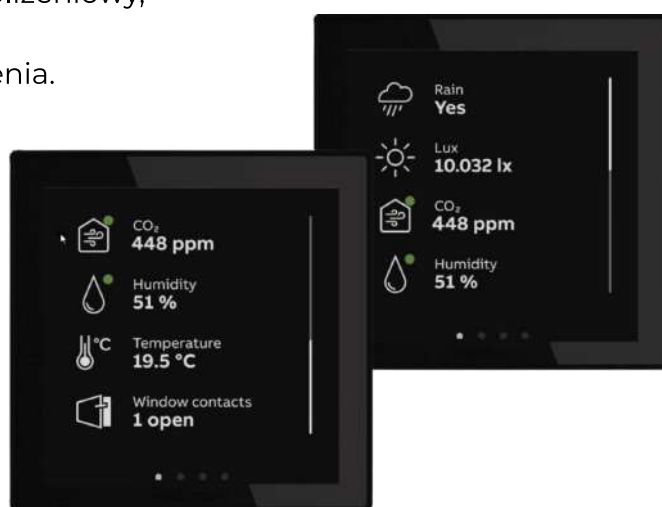 enia.
Rain
Yes
Lux
10.032 lx
CO₂
448 ppm
Humidity
51 %
CO₂
448 ppm
Humidity
51 %
°C
Temperature
19.5 °C
Window contacts
1 open